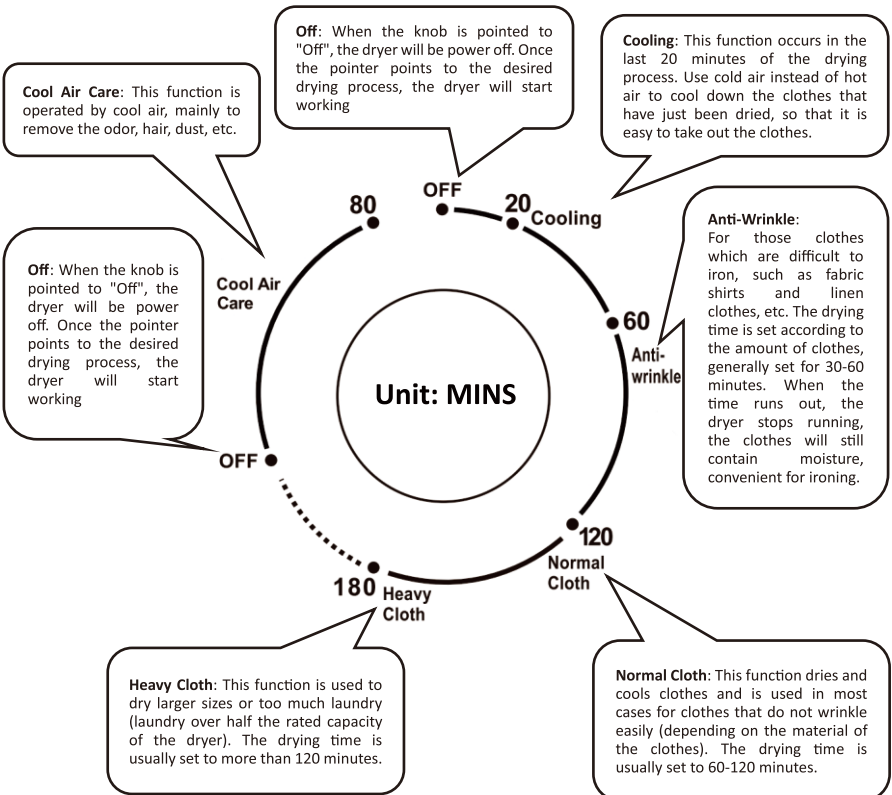 Off: When the knob is pointed to
"Off", the dryer will be power off. Once
the pointer points to the desired
drying process, the dryer will start
working
Cooling: This function occurs in the
last 20 minutes of the drying
process. Use cold air instead of hot
air to cool down the clothes that
have just been dried, so that it is
easy to take out the clothes.
Cool Air Care: This function is
operated by cool air, mainly to
remove the odor, hair, dust, etc.
OFF
80
20
Cooling
Anti-Wrinkle:
For those clothes
which are difficult to
iron, such as fabric
shirts and linen
clothes, etc. The drying
time is set according to
the amount of clothes,
generally set for 30-60
minutes. When the
time runs out, the
dryer stops running,
the clothes will still
contain moisture,
convenient for ironing.
Off: When the knob is
pointed to "Off", the
dryer will be power
off. Once the pointer
points to the desired
drying process, the
dryer will start
working
Cool Air
Care
60
Anti-
wrinkle
Unit: MINS
OFF
120
Normal
Cloth
180
Heavy
Cloth
Heavy Cloth: This function is used to
dry larger sizes or too much laundry
(laundry over half the rated capacity
of the dryer). The drying time is
usually set to more than 120 minutes.
Normal Cloth: This function dries and
cools clothes and is used in most
cases for clothes that do not wrinkle
easily (depending on the material of
the clothes). The drying time is
usually set to 60-120 minutes.